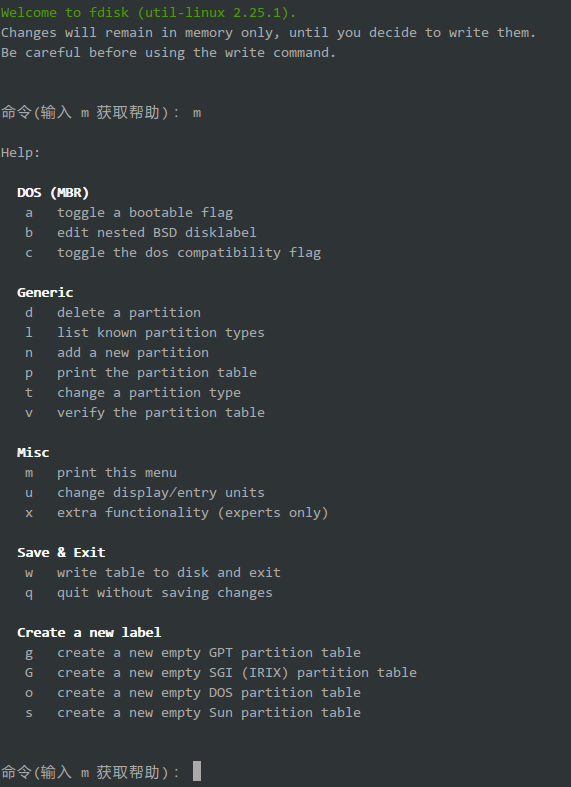 Welcome to fdisk (util-linux 2.25.1).
Changes will remain in memory only, until you decide to write them.
Be careful before using the write command.
命令(输入 m 获取帮助)： m
Help:
DOS (MBR)
a   toggle a bootable flag
b   edit nested BSD disklabel
c   toggle the dos compatibility flag
Generic
d   delete a partition
l   list known partition types
n   add a new partition
p   print the partition table
t   change a partition type
v   verify the partition table
Misc
m   print this menu
u   change display/entry units
x   extra functionality (experts only)
Save & Exit
w   write table to disk and exit
q   quit without saving changes
Create a new label
g   create a new empty GPT partition table
G   create a new empty SGI (IRIX) partition table
o   create a new empty DOS partition table
s   create a new empty Sun partition table
命令(输入 m 获取帮助)：